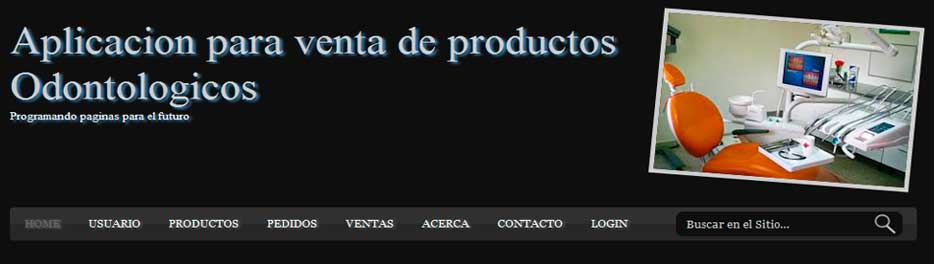 Aplicacion para venta de productos
Odontologicos
Programando paginas para el futuro
HOME USUARIO PRODUCTOS PEDIDOS VENTAS ACERCA CONTACTO LOGIN Buscar en el Sitio...